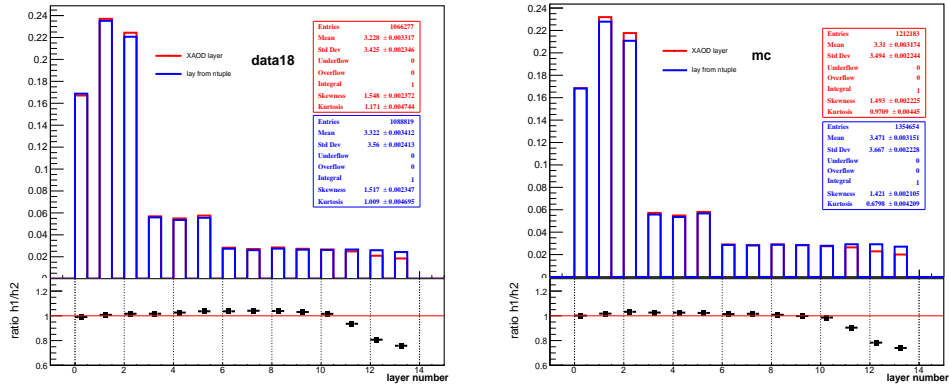 0.24
0.22
0.2
0.18
0.16
0.14
0.12
0.1
0.08
0.06
0.04
0.02
0
XAOD layer
lay from ntuple
data18
Entries 1066277
Mean 3.228 ±0.003317
Std Dev 3.425 ±0.002346
Underflow 0
Overflow 0
Integral 1
Skewness 1.548 ±0.002372
Kurtosis 1.171 ±0.004744
Entries 1088819
Mean 3.322 ±0.003412
Std Dev 3.56 ±0.002413
Underflow 0
Overflow 0
Integral 1
Skewness 1.517 ±0.002347
Kurtosis 1.009 ±0.004695
ratio h1/h2
1.2
1
0.8
0.6
0 2 4 6 8 10 12 14
layer number
0.24
0.22
0.2
0.18
0.16
0.14
0.12
0.1
0.08
0.06
0.04
0.02
0
XAOD layer
lay from ntuple
mc
Entries 1212183
Mean 3.31 ±0.003174
Std Dev 3.494 ±0.002244
Underflow 0
Overflow 0
Integral 1
Skewness 1.493 ±0.002225
Kurtosis 0.9709 ±0.00445
Entries 1354654
Mean 3.471 ±0.003151
Std Dev 3.667 ±0.002228
Underflow 0
Overflow 0
Integral 1
Skewness 1.421 ±0.002105
Kurtosis 0.6798 ±0.004209
ratio h1/h2
1.2
1
0.8
0.6
0 2 4 6 8 10 12 14
layer number